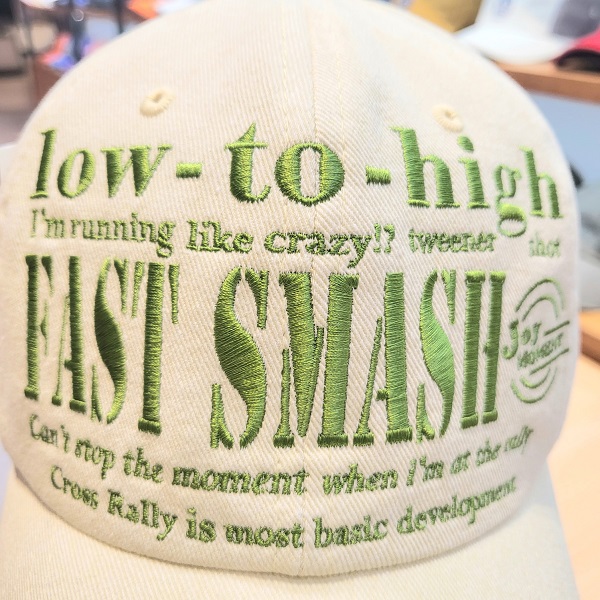 low-to-high
I'm running like crazy!? tweener shot
FAST SMASH
Joy
MOMENT
Can't stop the moment when I'm at the rally
Cross Rally is most basic development